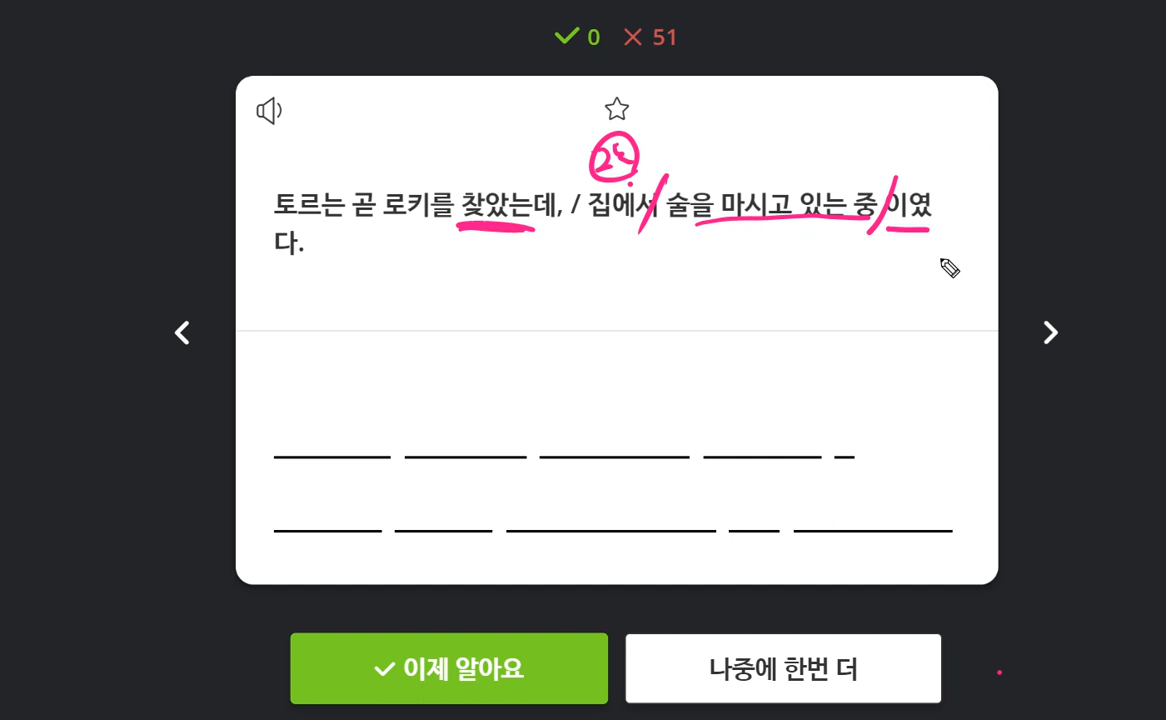 0 51
토르는 곧 로키를 찾았는데, / 집에서 술을 마시고 있는 중 이였
다.
이제 알아요 나중에 한번 더